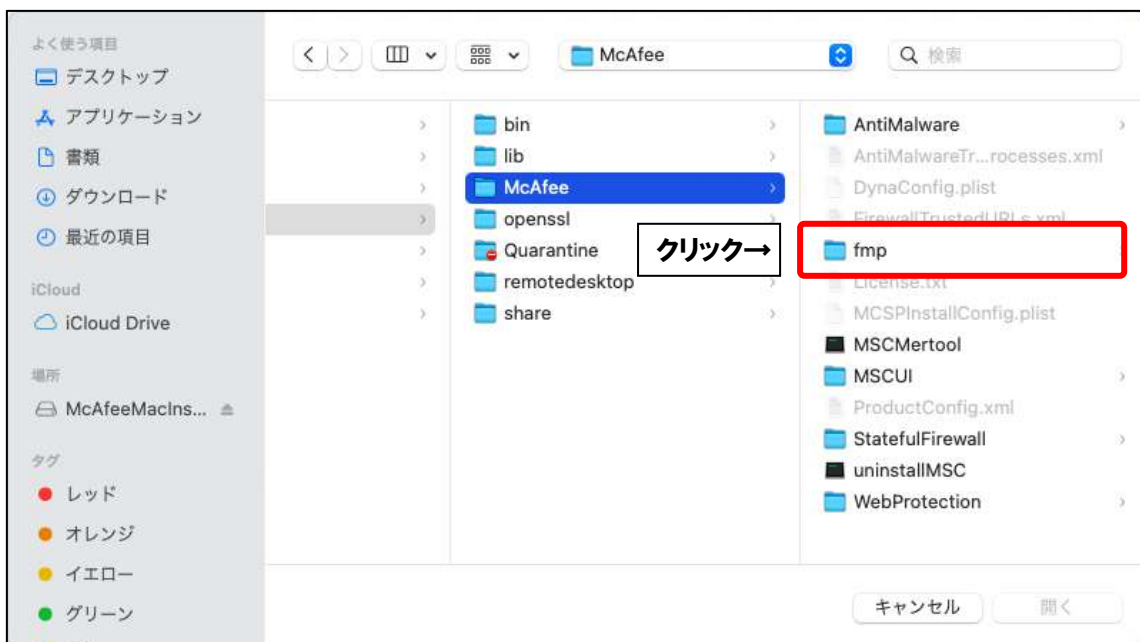 よく使う項目
デスクトップ
アプリケーション
書類
ダウンロード
最近の項目
iCloud
iCloud Drive
場所
McAfeeMacIns...
タグ
レッド
オレンジ
イエロー
グリーン
McAfee
検索
bin
lib
McAfee
openssl
Quarantine
remotedesktop
share
クリック→
AntiMalware
AntiMalwareTr...rocesses.xml
DynaConfig.plist
FirewallTrustedURLs.xml
fmp
License.txt
MCSPInstallConfig.plist
MSCMertool
MSCUI
ProductConfig.xml
StatefulFirewall
uninstallMSC
WebProtection
キャンセル
開く